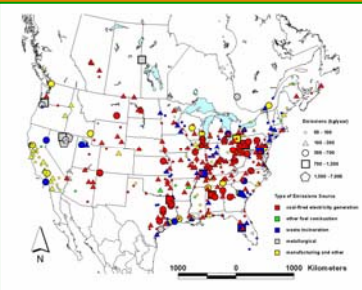 Emissions (kg/year)
50 - 100
100 - 300
300 - 700
700 - 1,200
1,200 - 7,000
Type of Emissions Source
coal-fired electricity generation
other fuel combustion
waste incineration
metallurgical
manufacturing and other
N
1000 0 1000 Kilometers